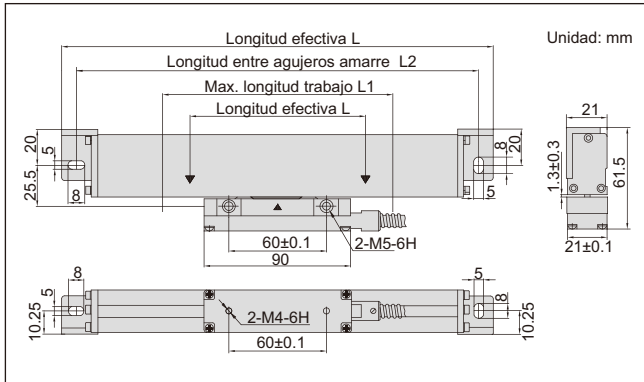 Longitud efectiva L
Unidad: mm
Longitud entre agujeros amarre L2
Max. longitud trabajo L1
Longitud efectiva L
20
5
25.5
8
8
20
5
60±0.1
2-M5-6H
90
21
1.3±0.3
61.5
21±0.1
8
5
10.25
2-M4-6H
60±0.1
5
8
10.25